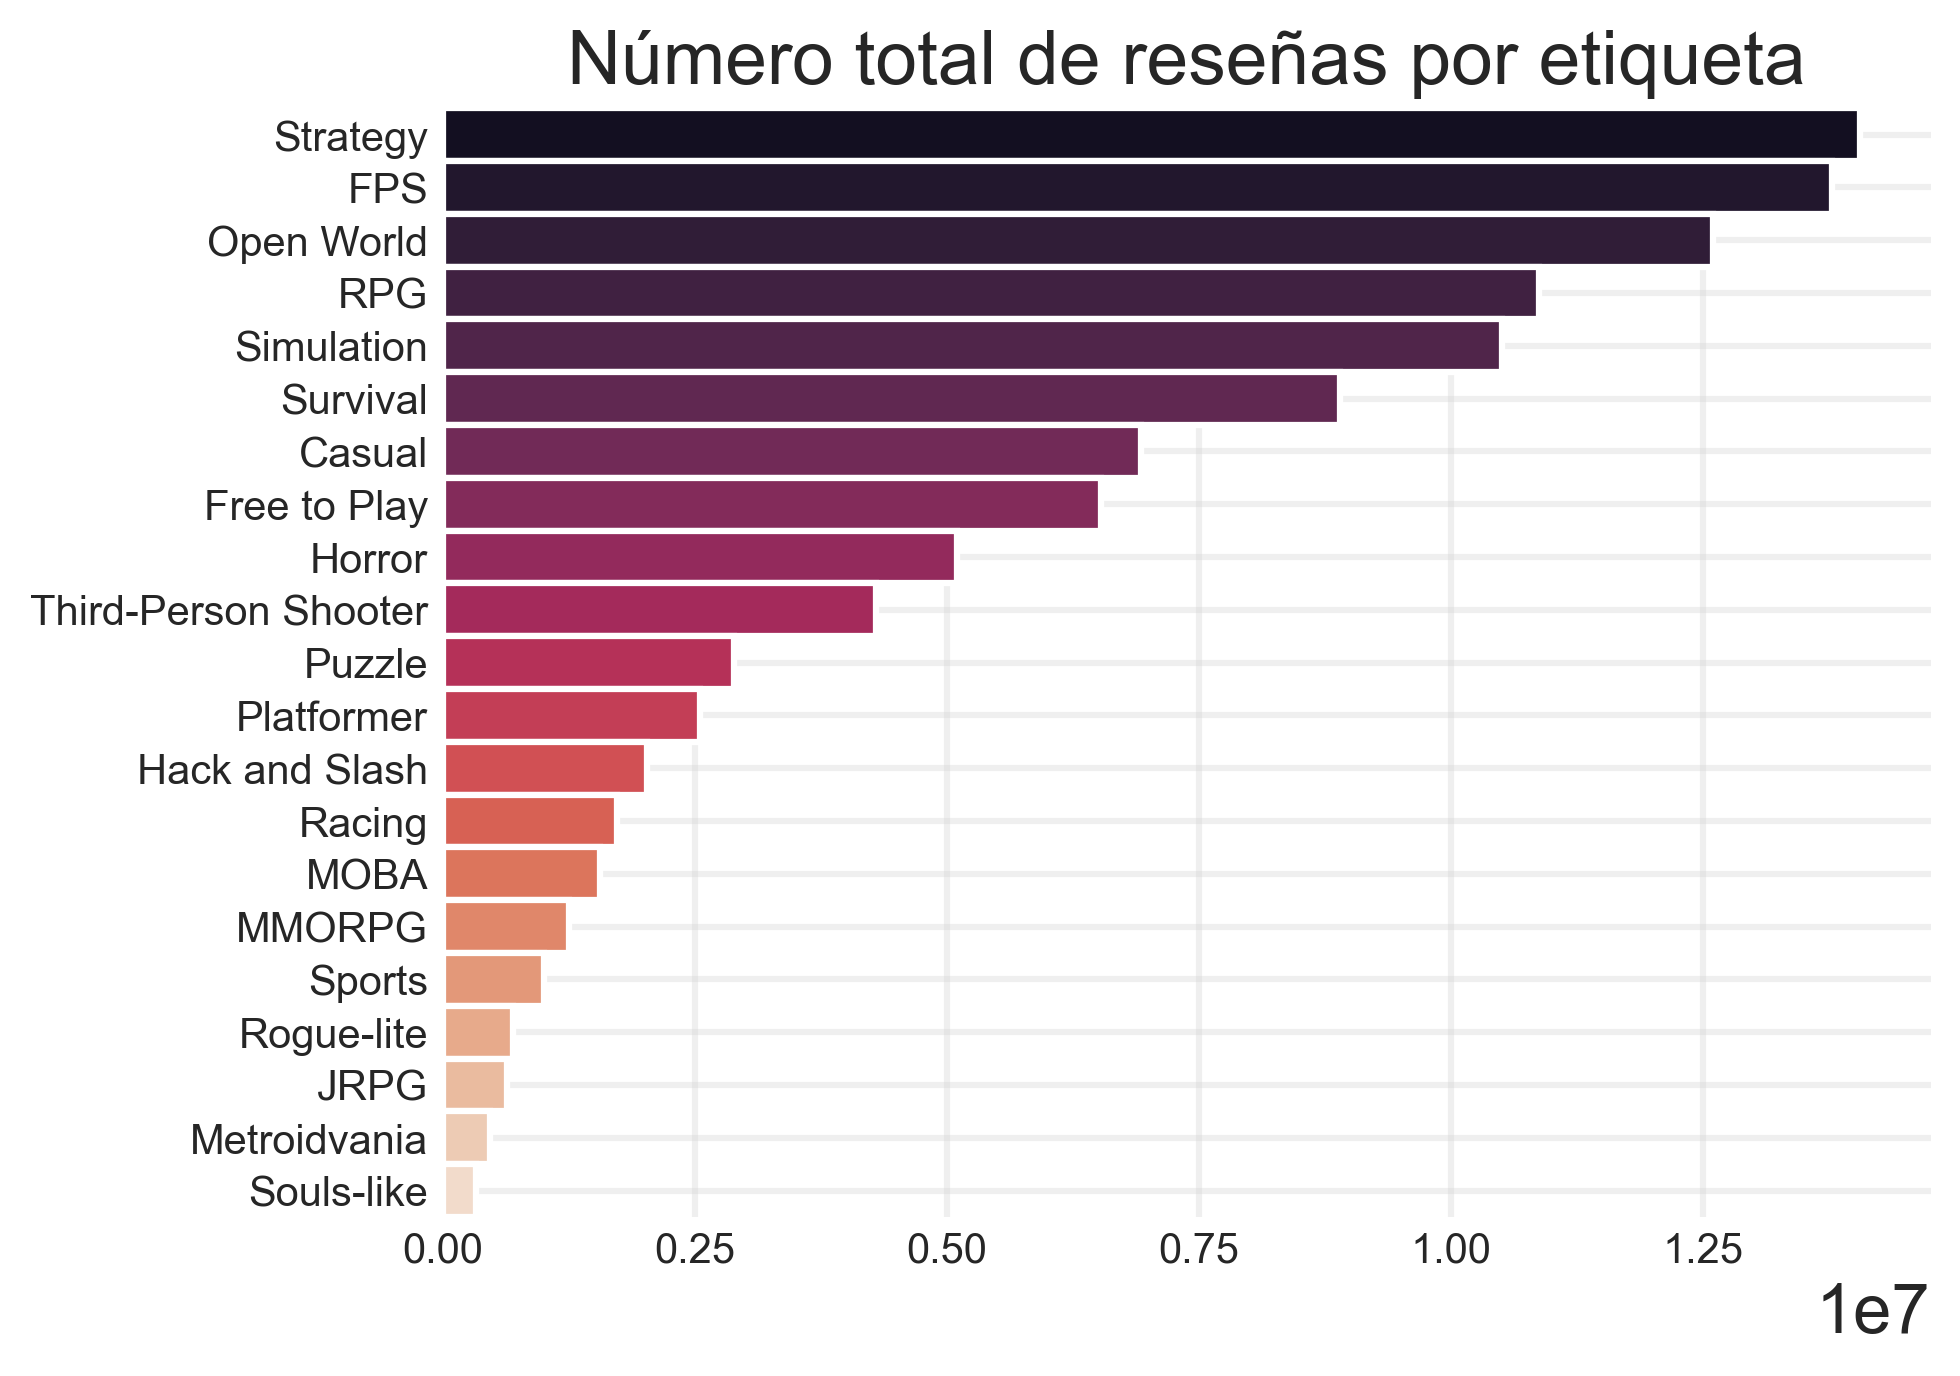 Número total de reseñas por etiqueta
Strategy
FPS
Open World
RPG
Simulation
Survival
Casual
Free to Play
Horror
Third-Person Shooter
Puzzle
Platformer
Hack and Slash
Racing
MOBA
MMORPG
Sports
Rogue-lite
JRPG
Metroidvania
Souls-like
0.00 0.25 0.50 0.75 1.00 1.25
1e7